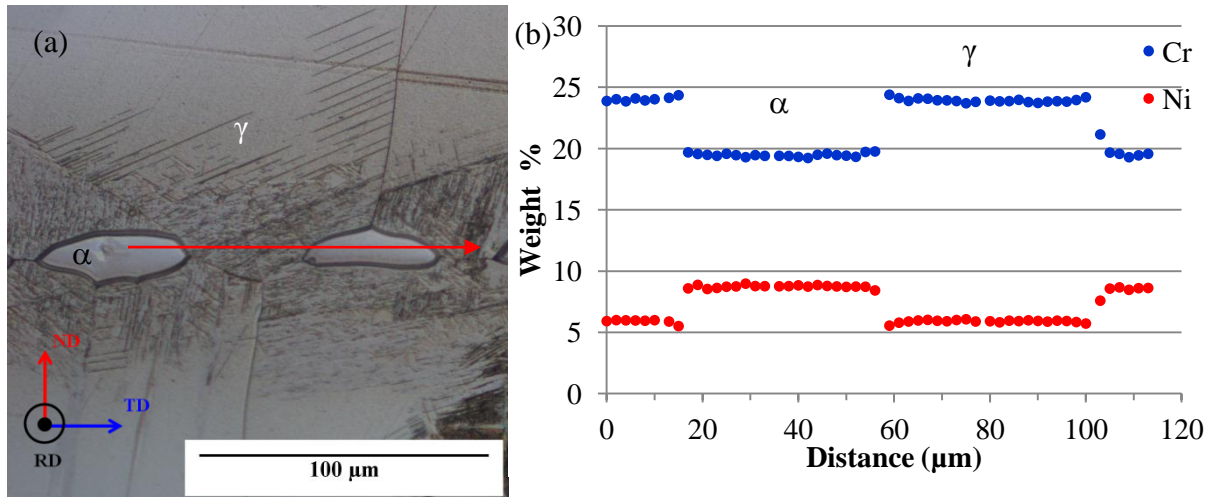 (a)
γ
α
ND
TD
RD
100 µm
(b)
30
25
20
15
10
5
0
Weight %
α
γ
Cr
Ni
0 20 40 60 80 100 120
Distance (µm)